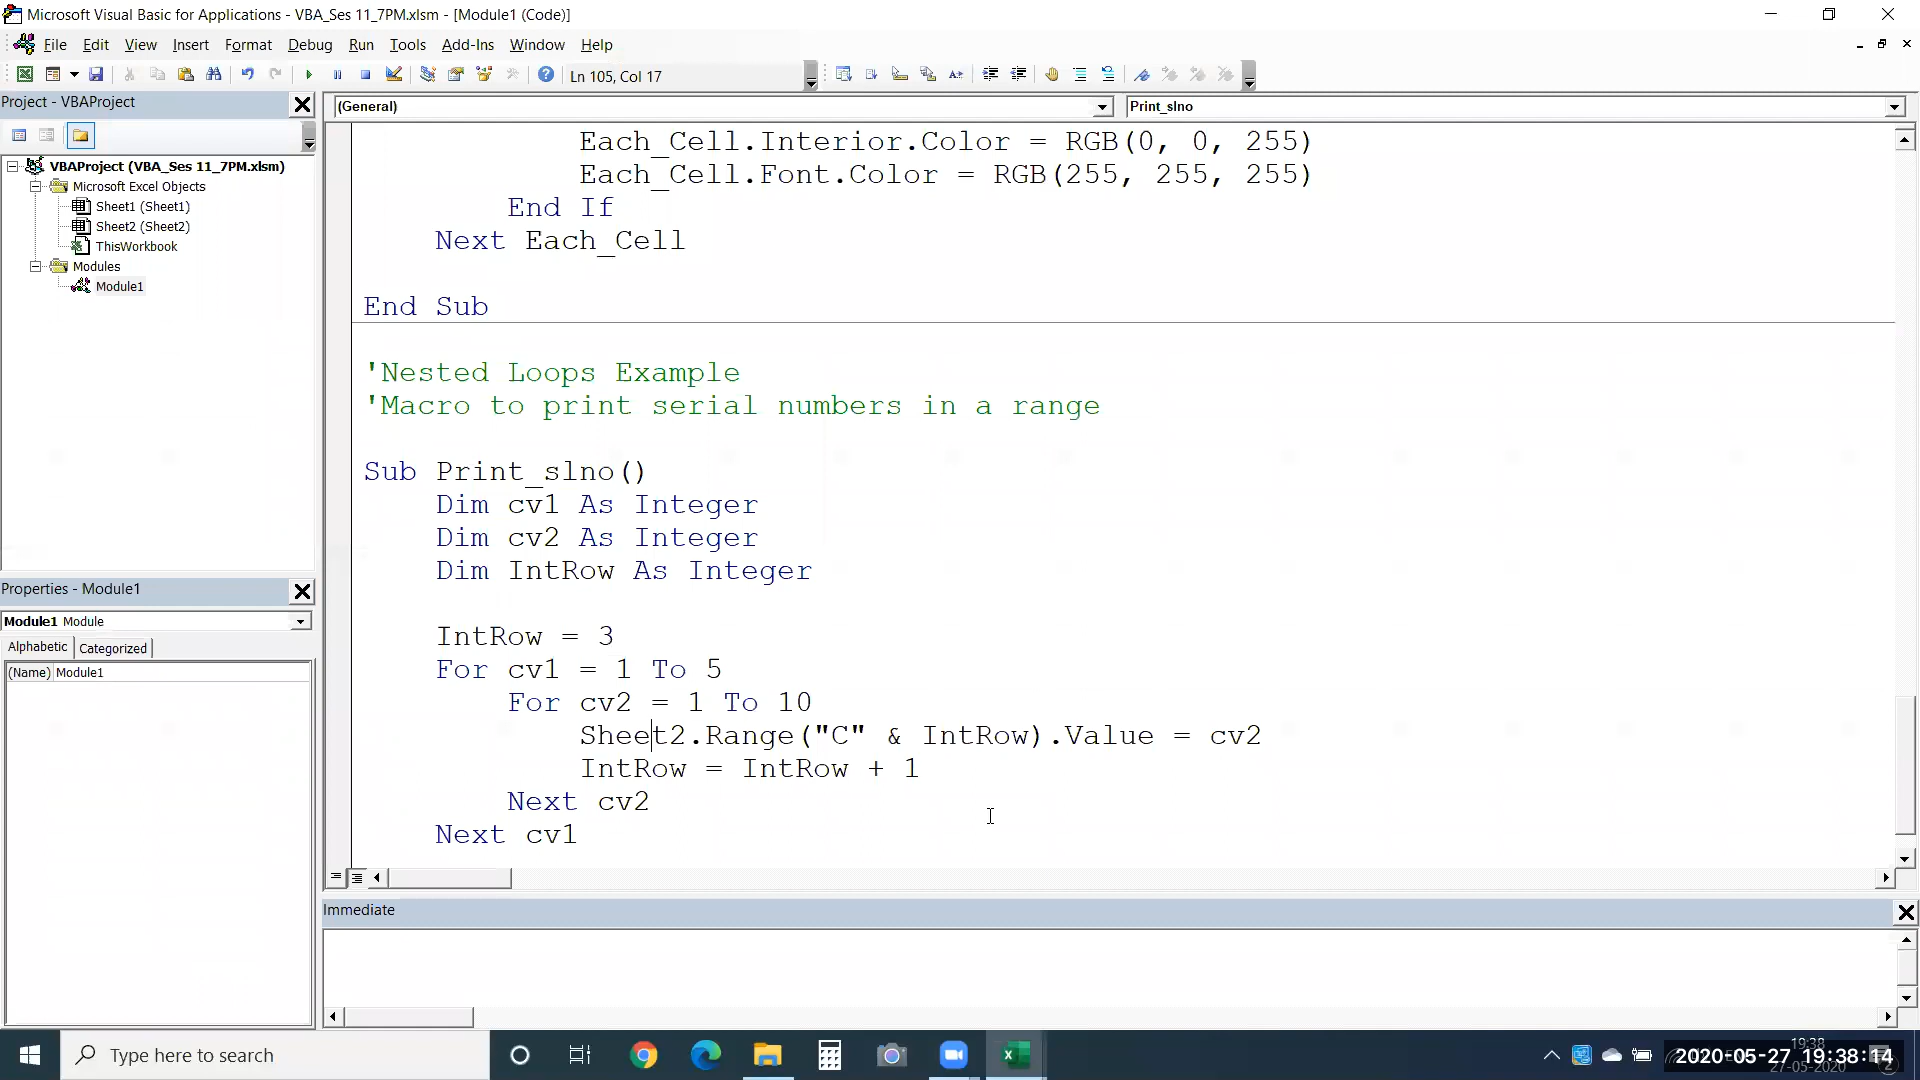 Microsoft Visual Basic for Applications - VBA_Ses 11_7PM.xlsm - [Module1 (Code)]
File Edit View Insert Format Debug Run Tools Add-Ins Window Help
Ln 105, Col 17
Project - VBAProject
(General)
Print_slno
VBAProject (VBA_Ses 11_7PM.xlsm)
Microsoft Excel Objects
Sheet1 (Sheet1)
Sheet2 (Sheet2)
ThisWorkbook
Modules
Module1
Properties - Module1
Module1 Module
Alphabetic Categorized
(Name) Module1
Each_Cell.Interior.Color = RGB(0, 0, 255)
Each_Cell.Font.Color = RGB(255, 255, 255)
End If
Next Each_Cell
End Sub
'Nested Loops Example
'Macro to print serial numbers in a range
Sub Print_slno()
Dim cv1 As Integer
Dim cv2 As Integer
Dim IntRow As Integer
IntRow = 3
For cv1 = 1 To 5
For cv2 = 1 To 10
Sheet2.Range("C" & IntRow).Value = cv2
IntRow = IntRow + 1
Next cv2
Next cv1
Immediate
Type here to search
19:38
2020-05-27 19:38:14
27-05-2020
2